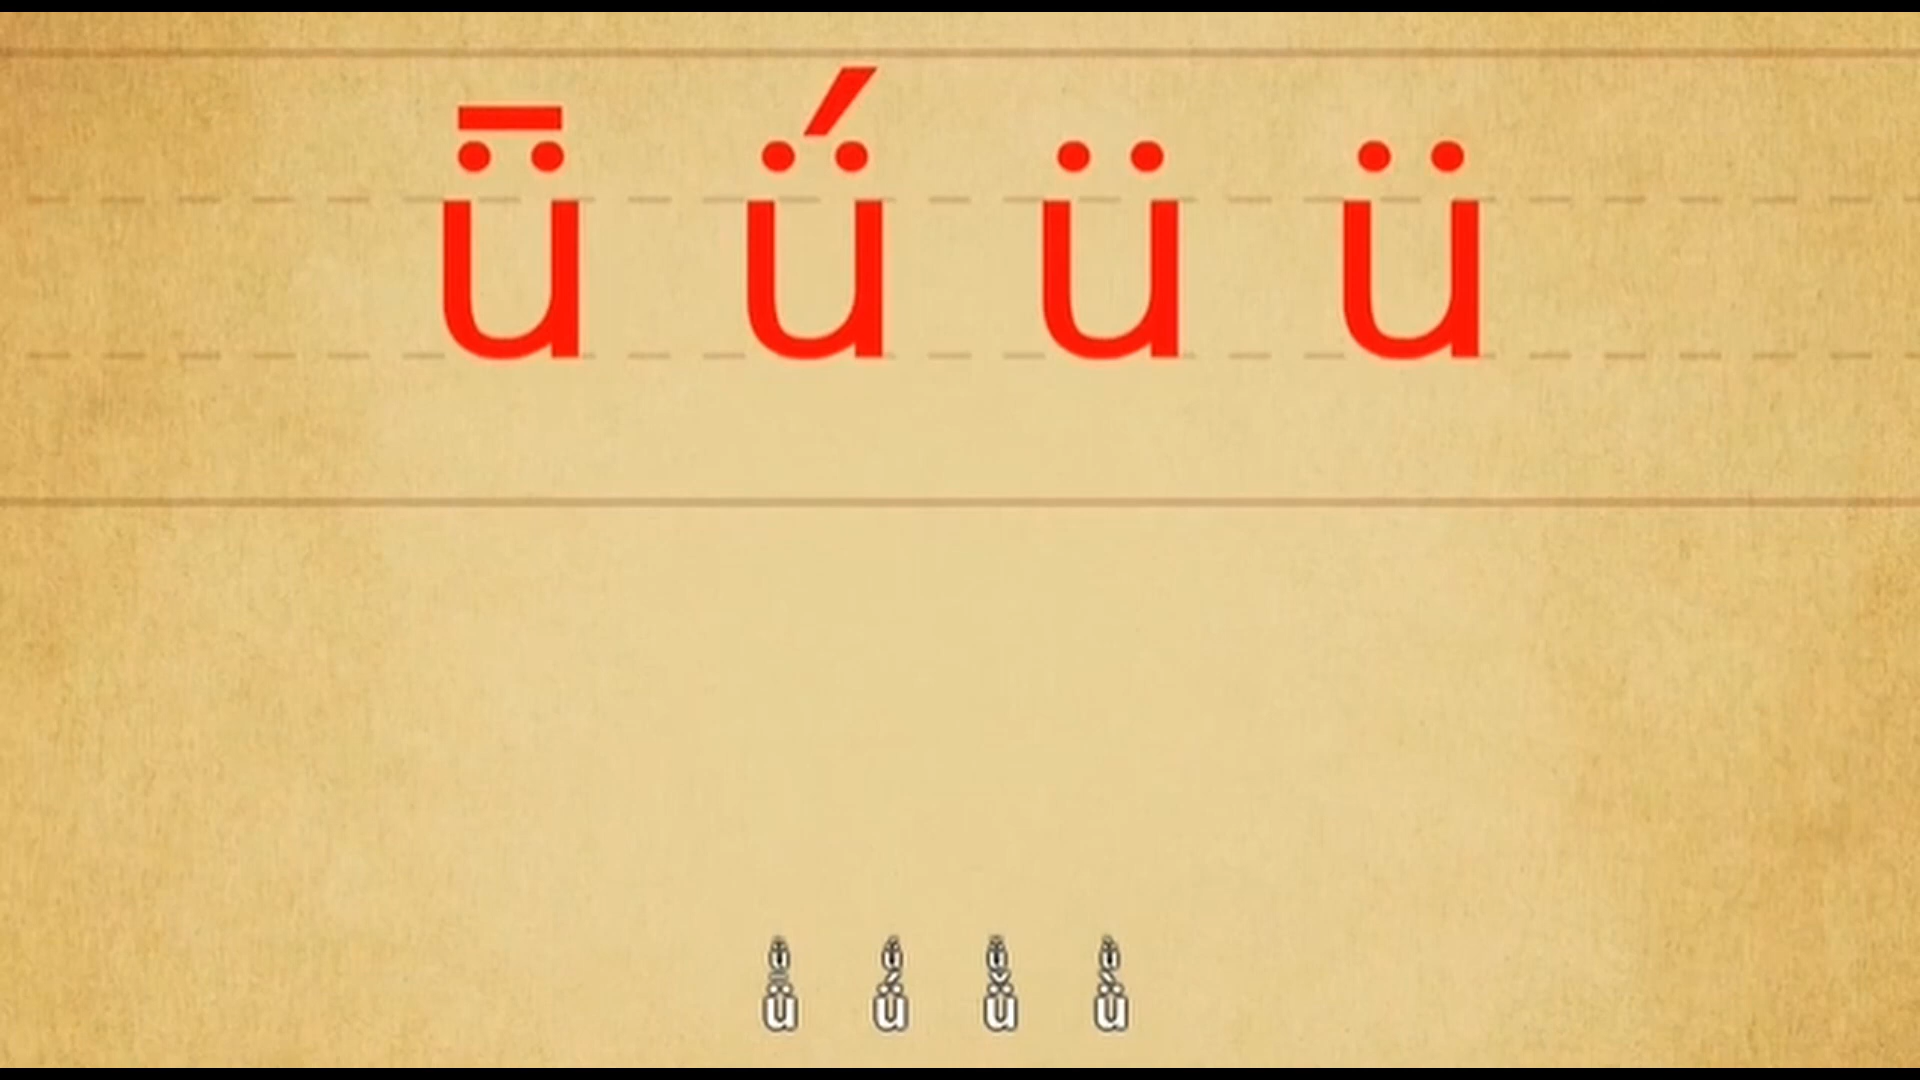 ǖ ǘ ü ü
ǖ ǘ ǚ ǜ